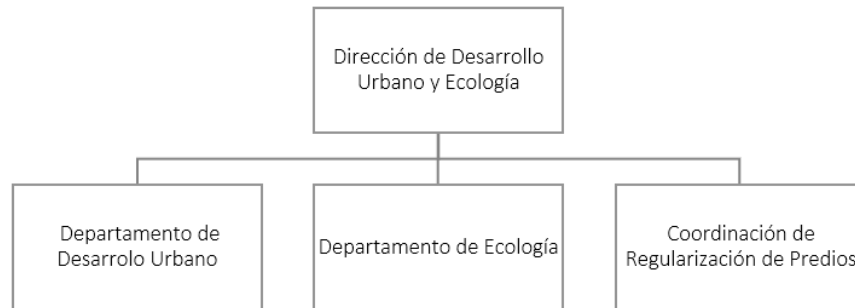 Dirección de Desarrollo
Urbano y Ecología
Departamento de
Desarrolo Urbano
Departamento de Ecología
Coordinación de
Regularización de Predios